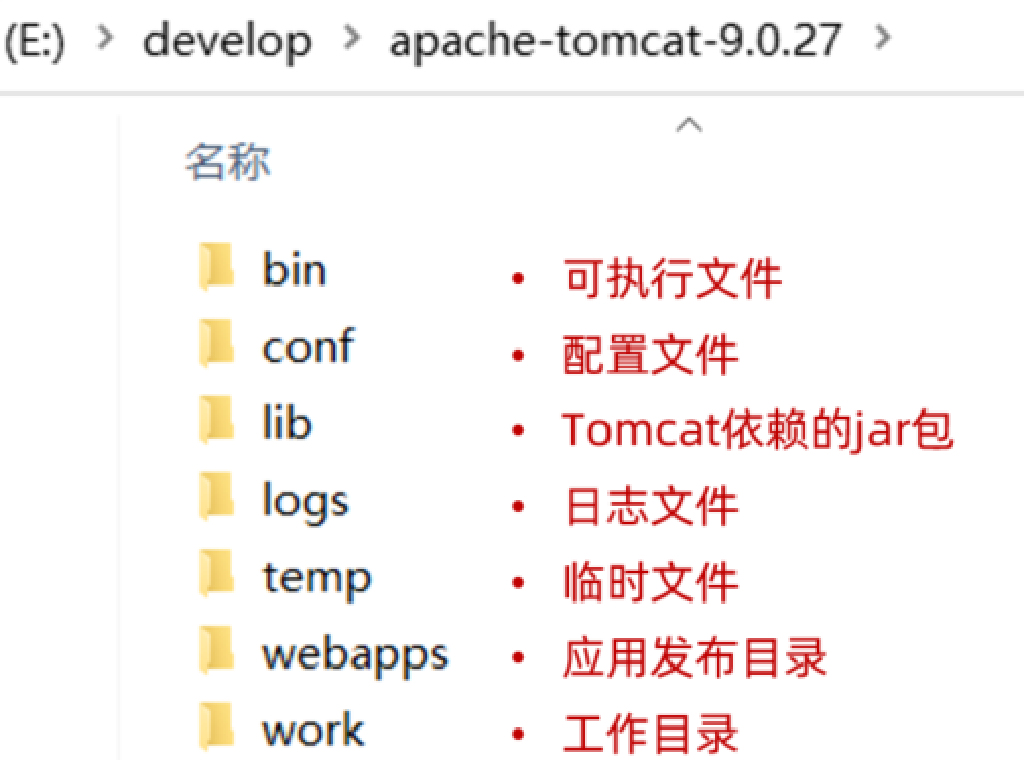 (E:) > develop > apache-tomcat-9.0.27 >
名称
bin • 可执行文件
conf • 配置文件
lib • Tomcat依赖的jar包
logs • 日志文件
temp • 临时文件
webapps • 应用发布目录
work • 工作目录